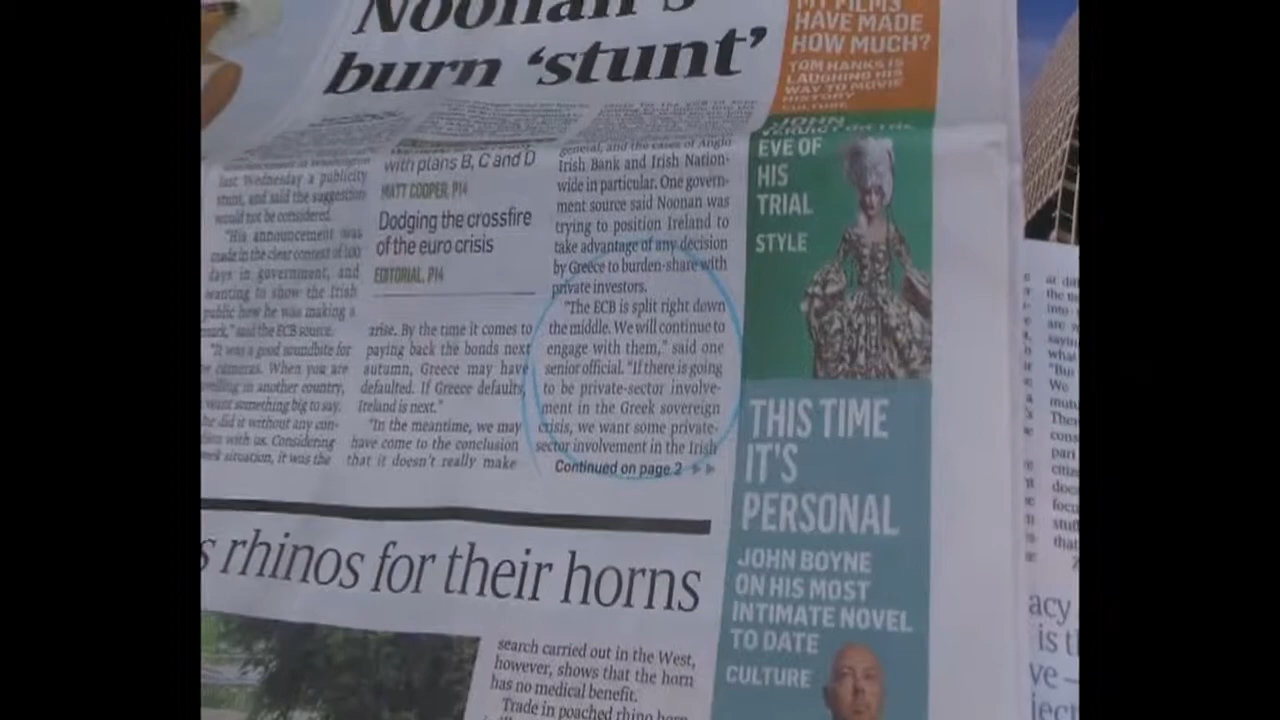 Noonan's
burn 'stunt'
last Wednesday a publicity
stunt, and said the suggestion
would not be considered.
"His announcement was
made in the clear context of 100
days in government, and
wanting to show the Irish
public how he was making a
mark," said the ECB source.
"It was a good soundbite for
cameras. When you are
in another country,
want something big to say.
he did it without any con-
with us. Considering
situation, it was the
with plans B, C and D
MATT COOPER, P14
Dodging the crossfire
of the euro crisis
EDITORIAL, P14
arise. By the time it comes to
paying back the bonds next
autumn, Greece may have
defaulted. If Greece defaults,
Ireland is next."
"In the meantime, we may
have come to the conclusion
that it doesn't really make
general, and the cases of Anglo
Irish Bank and Irish Nation-
wide in particular. One govern-
ment source said Noonan was
trying to position Ireland to
take advantage of any decision
by Greece to burden-share with
private investors.
"The ECB is split right down
the middle. We will continue to
engage with them," said one
senior official. "If there is going
to be private-sector involve-
ment in the Greek sovereign
crisis, we want some private-
sector involvement in the Irish
Continued on page 2
MY FILMS
HAVE MADE
HOW MUCH?
TOM HANKS IS
LAUGHING HIS
WAY TO MOVIE
HISTORY
CULTURE
JOHN
EVE OF
HIS
TRIAL
STYLE
THIS TIME
IT'S
PERSONAL
JOHN BOYNE
ON HIS MOST
INTIMATE NOVEL
TO DATE
CULTURE
s rhinos for their horns
search carried out in the West,
however, shows that the horn
has no medical benefit.
Trade in poached rhino horn
acy
is t
ve –